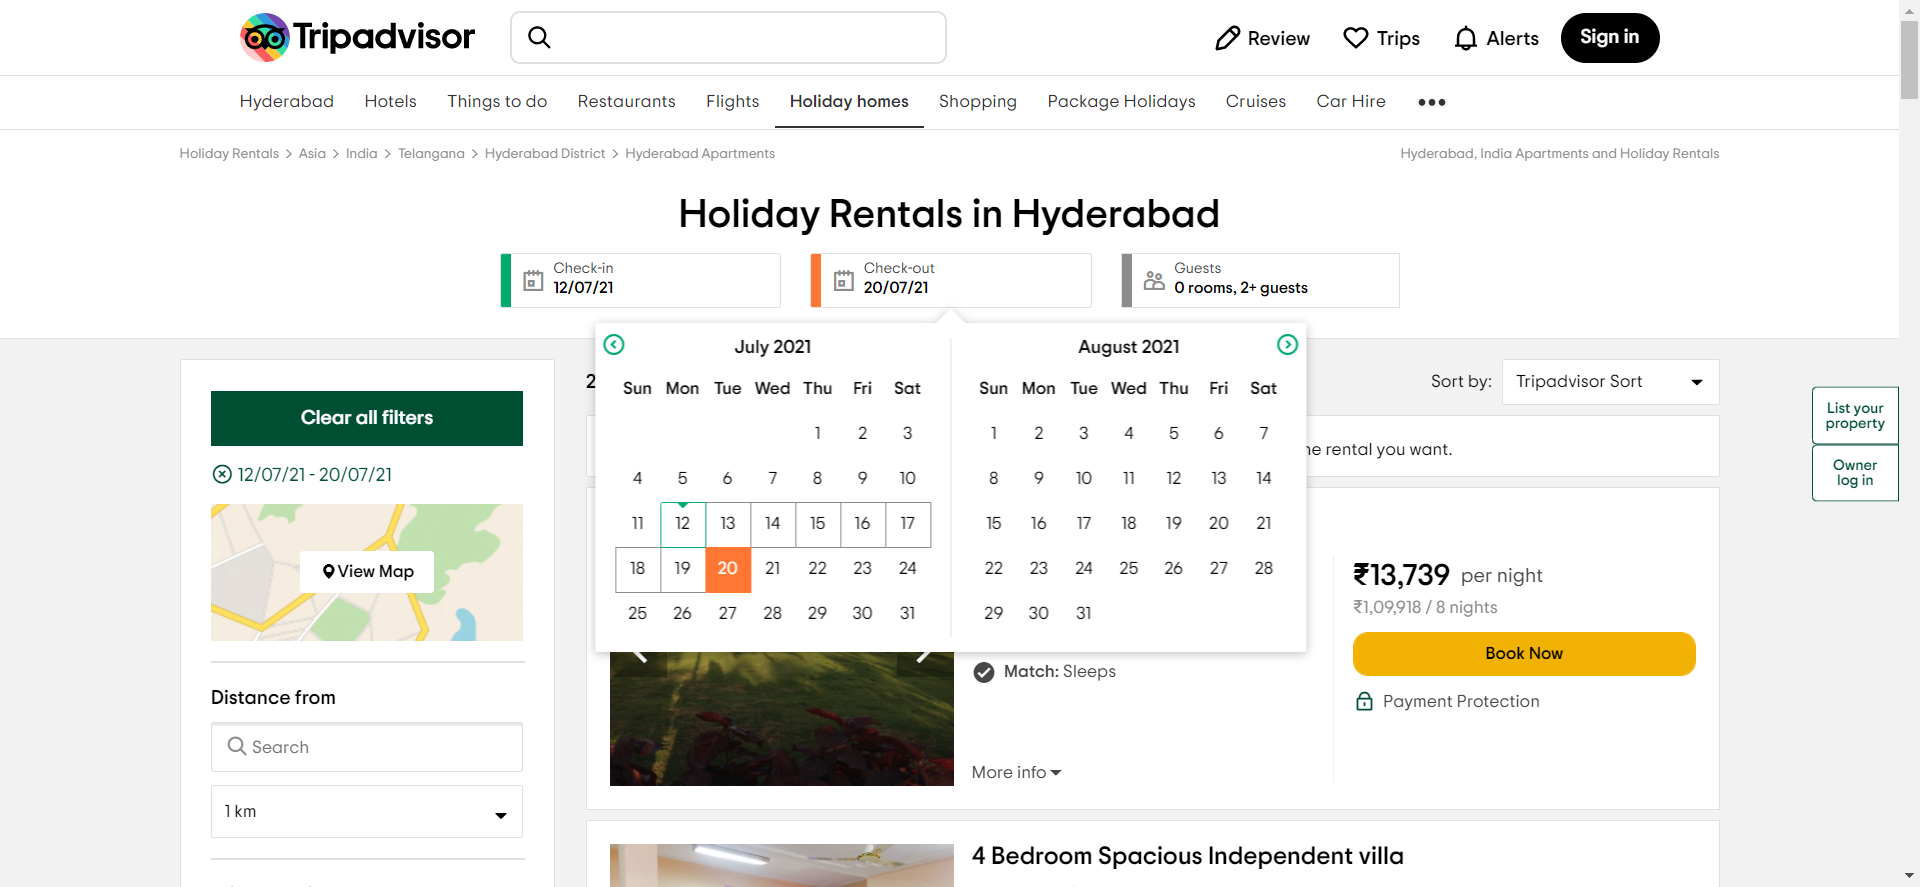 Tripadvisor
Review
Trips
Alerts
Sign in
Hyderabad
Hotels
Things to do
Restaurants
Flights
Holiday homes
Shopping
Package Holidays
Cruises
Car Hire
Holiday Rentals > Asia > India > Telangana > Hyderabad District > Hyderabad Apartments
Hyderabad, India Apartments and Holiday Rentals
Holiday Rentals in Hyderabad
Check-in
12/07/21
Check-out
20/07/21
Guests
0 rooms, 2+ guests
July 2021
Sun Mon Tue Wed Thu Fri Sat
1 2 3
4 5 6 7 8 9 10
11 12 13 14 15 16 17
18 19 20 21 22 23 24
25 26 27 28 29 30 31
August 2021
Sun Mon Tue Wed Thu Fri Sat
1 2 3 4 5 6 7
8 9 10 11 12 13 14
15 16 17 18 19 20 21
22 23 24 25 26 27 28
29 30 31
Clear all filters
12/07/21 - 20/07/21
View Map
Distance from
Search
1 km
2
Sort by:
Tripadvisor Sort
rental you want.
List your
property
Owner
log in
₹13,739 per night
₹1,09,918 / 8 nights
Book Now
Payment Protection
Match: Sleeps
More info
4 Bedroom Spacious Independent villa